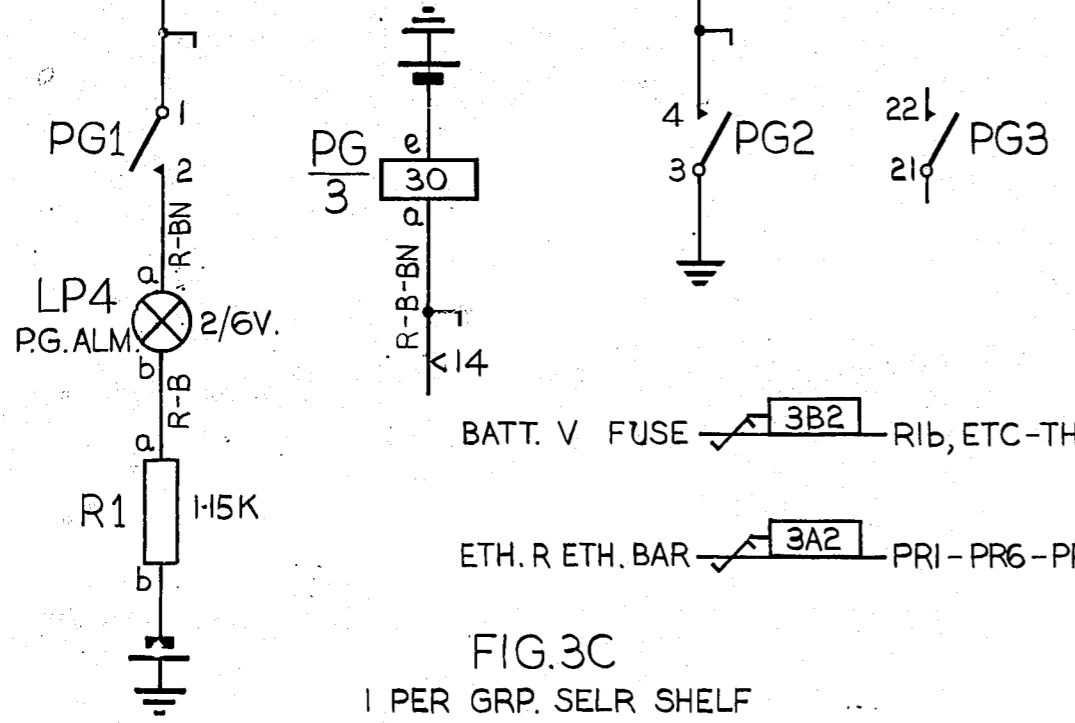 PG1
1
2
R-BN
LP4
a
P.G. ALM.
2/6V.
b
R-B
a
R1
1·15K
b
PG
3
e
30
a
R-B-BN
<14
4
PG2
3
22
PG3
21
BATT. V FUSE
3B2
R1b, ETC-TH
ETH. R ETH. BAR
3A2
PR1-PR6-PR
FIG.3C
1 PER GRP. SELR SHELF